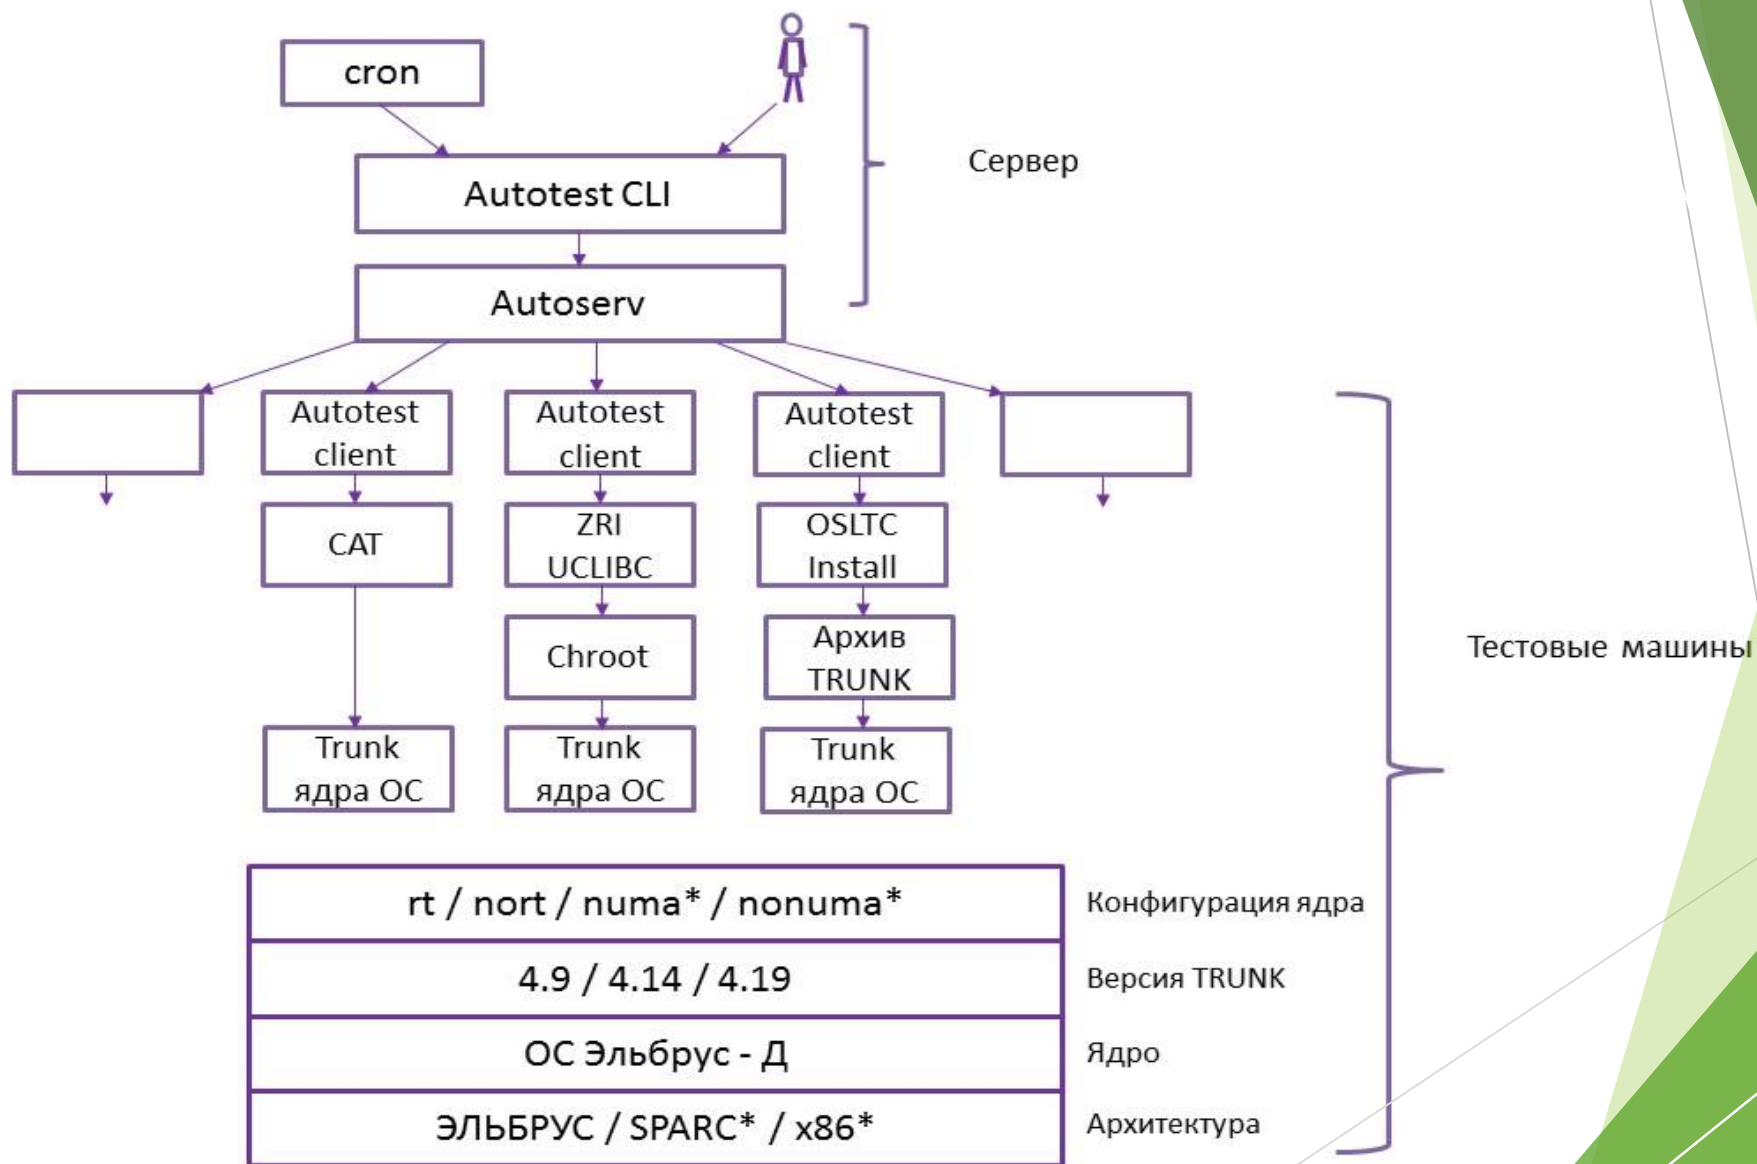 cron
Сервер
Autotest CLI
Autoserv
Autotest
client
Autotest
client
Autotest
client
CAT
ZRI
UCLIBC
OSLTC
Install
Chroot
Архив
TRUNK
Тестовые машины
Trunk
ядра ОС
Trunk
ядра ОС
Trunk
ядра ОС
rt / nort / numa* / nonuma*
Конфигурация ядра
4.9 / 4.14 / 4.19
Версия TRUNK
ОС Эльбрус - Д
Ядро
ЭЛЬБРУС / SPARC* / x86*
Архитектура